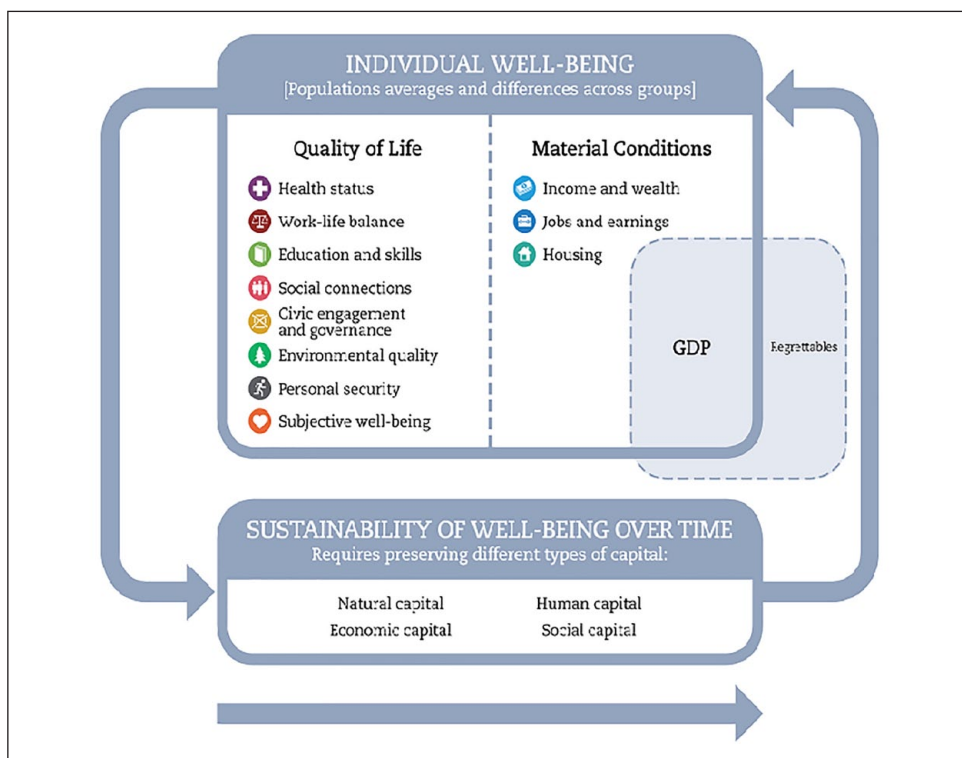 INDIVIDUAL WELL-BEING
[Populations averages and differences across groups]
Quality of Life
Health status
Work-life balance
Education and skills
Social connections
Civic engagement
and governance
Environmental quality
Personal security
Subjective well-being
Material Conditions
Income and wealth
Jobs and earnings
Housing
GDP
Regrettables
SUSTAINABILITY OF WELL-BEING OVER TIME
Requires preserving different types of capital:
Natural capital
Economic capital
Human capital
Social capital